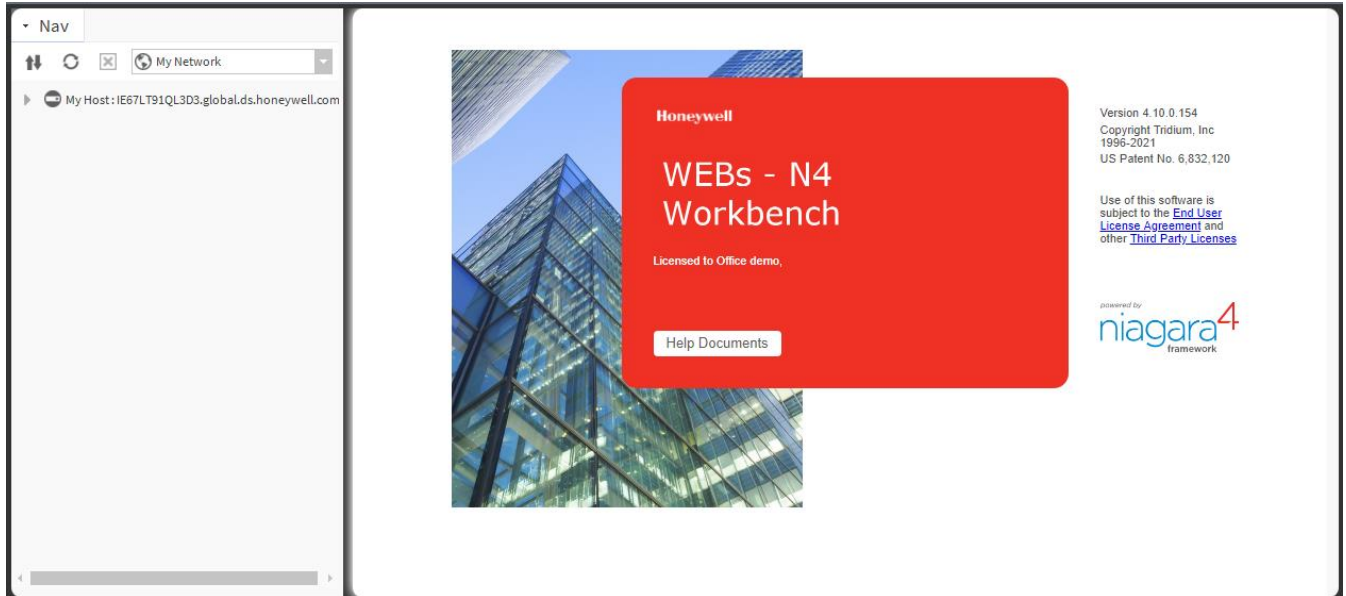 Nav
My Network
My Host : IE67LT91QL3D3.global.ds.honeywell.com
Honeywell
WEBs - N4
Workbench
Licensed to Office demo,
Help Documents
Version 4.10.0.154
Copyright Tridium, Inc
1996-2021
US Patent No. 6,832,120
Use of this software is
subject to the End User
License Agreement and
other Third Party Licenses
powered by
niagara4
framework